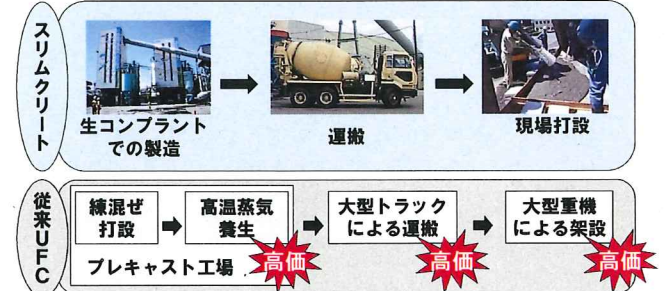 スリムクリート
生コンプラント
での製造
運搬
現場打設
従来UFC
練混ぜ
打設
高温蒸気
養生
プレキャスト工場
高価
大型トラック
による運搬
高価
大型重機
による架設
高価